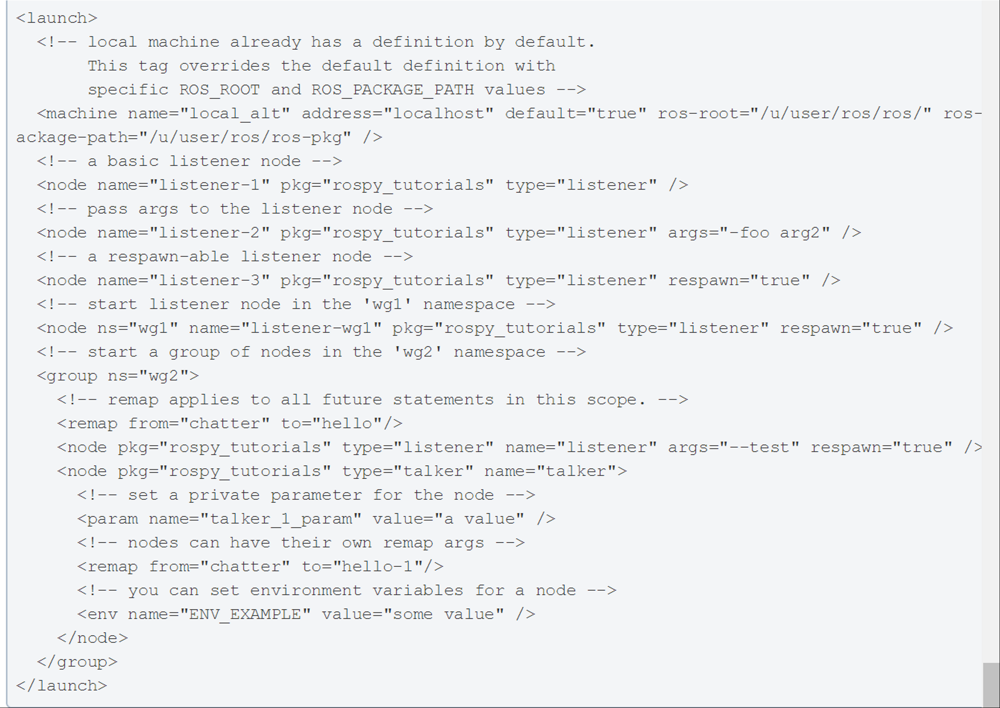 <launch>
  <!-- local machine already has a definition by default.
       This tag overrides the default definition with
       specific ROS_ROOT and ROS_PACKAGE_PATH values -->
  <machine name="local_alt" address="localhost" default="true" ros-root="/u/user/ros/ros/" ros-
ackage-path="/u/user/ros/ros-pkg" />
  <!-- a basic listener node -->
  <node name="listener-1" pkg="rospy_tutorials" type="listener" />
  <!-- pass args to the listener node -->
  <node name="listener-2" pkg="rospy_tutorials" type="listener" args="-foo arg2" />
  <!-- a respawn-able listener node -->
  <node name="listener-3" pkg="rospy_tutorials" type="listener" respawn="true" />
  <!-- start listener node in the 'wg1' namespace -->
  <node ns="wg1" name="listener-wg1" pkg="rospy_tutorials" type="listener" respawn="true" />
  <!-- start a group of nodes in the 'wg2' namespace -->
  <group ns="wg2">
    <!-- remap applies to all future statements in this scope. -->
    <remap from="chatter" to="hello"/>
    <node pkg="rospy_tutorials" type="listener" name="listener" args="--test" respawn="true" />
    <node pkg="rospy_tutorials" type="talker" name="talker">
      <!-- set a private parameter for the node -->
      <param name="talker_1_param" value="a value" />
      <!-- nodes can have their own remap args -->
      <remap from="chatter" to="hello-1"/>
      <!-- you can set environment variables for a node -->
      <env name="ENV_EXAMPLE" value="some value" />
    </node>
  </group>
</launch>